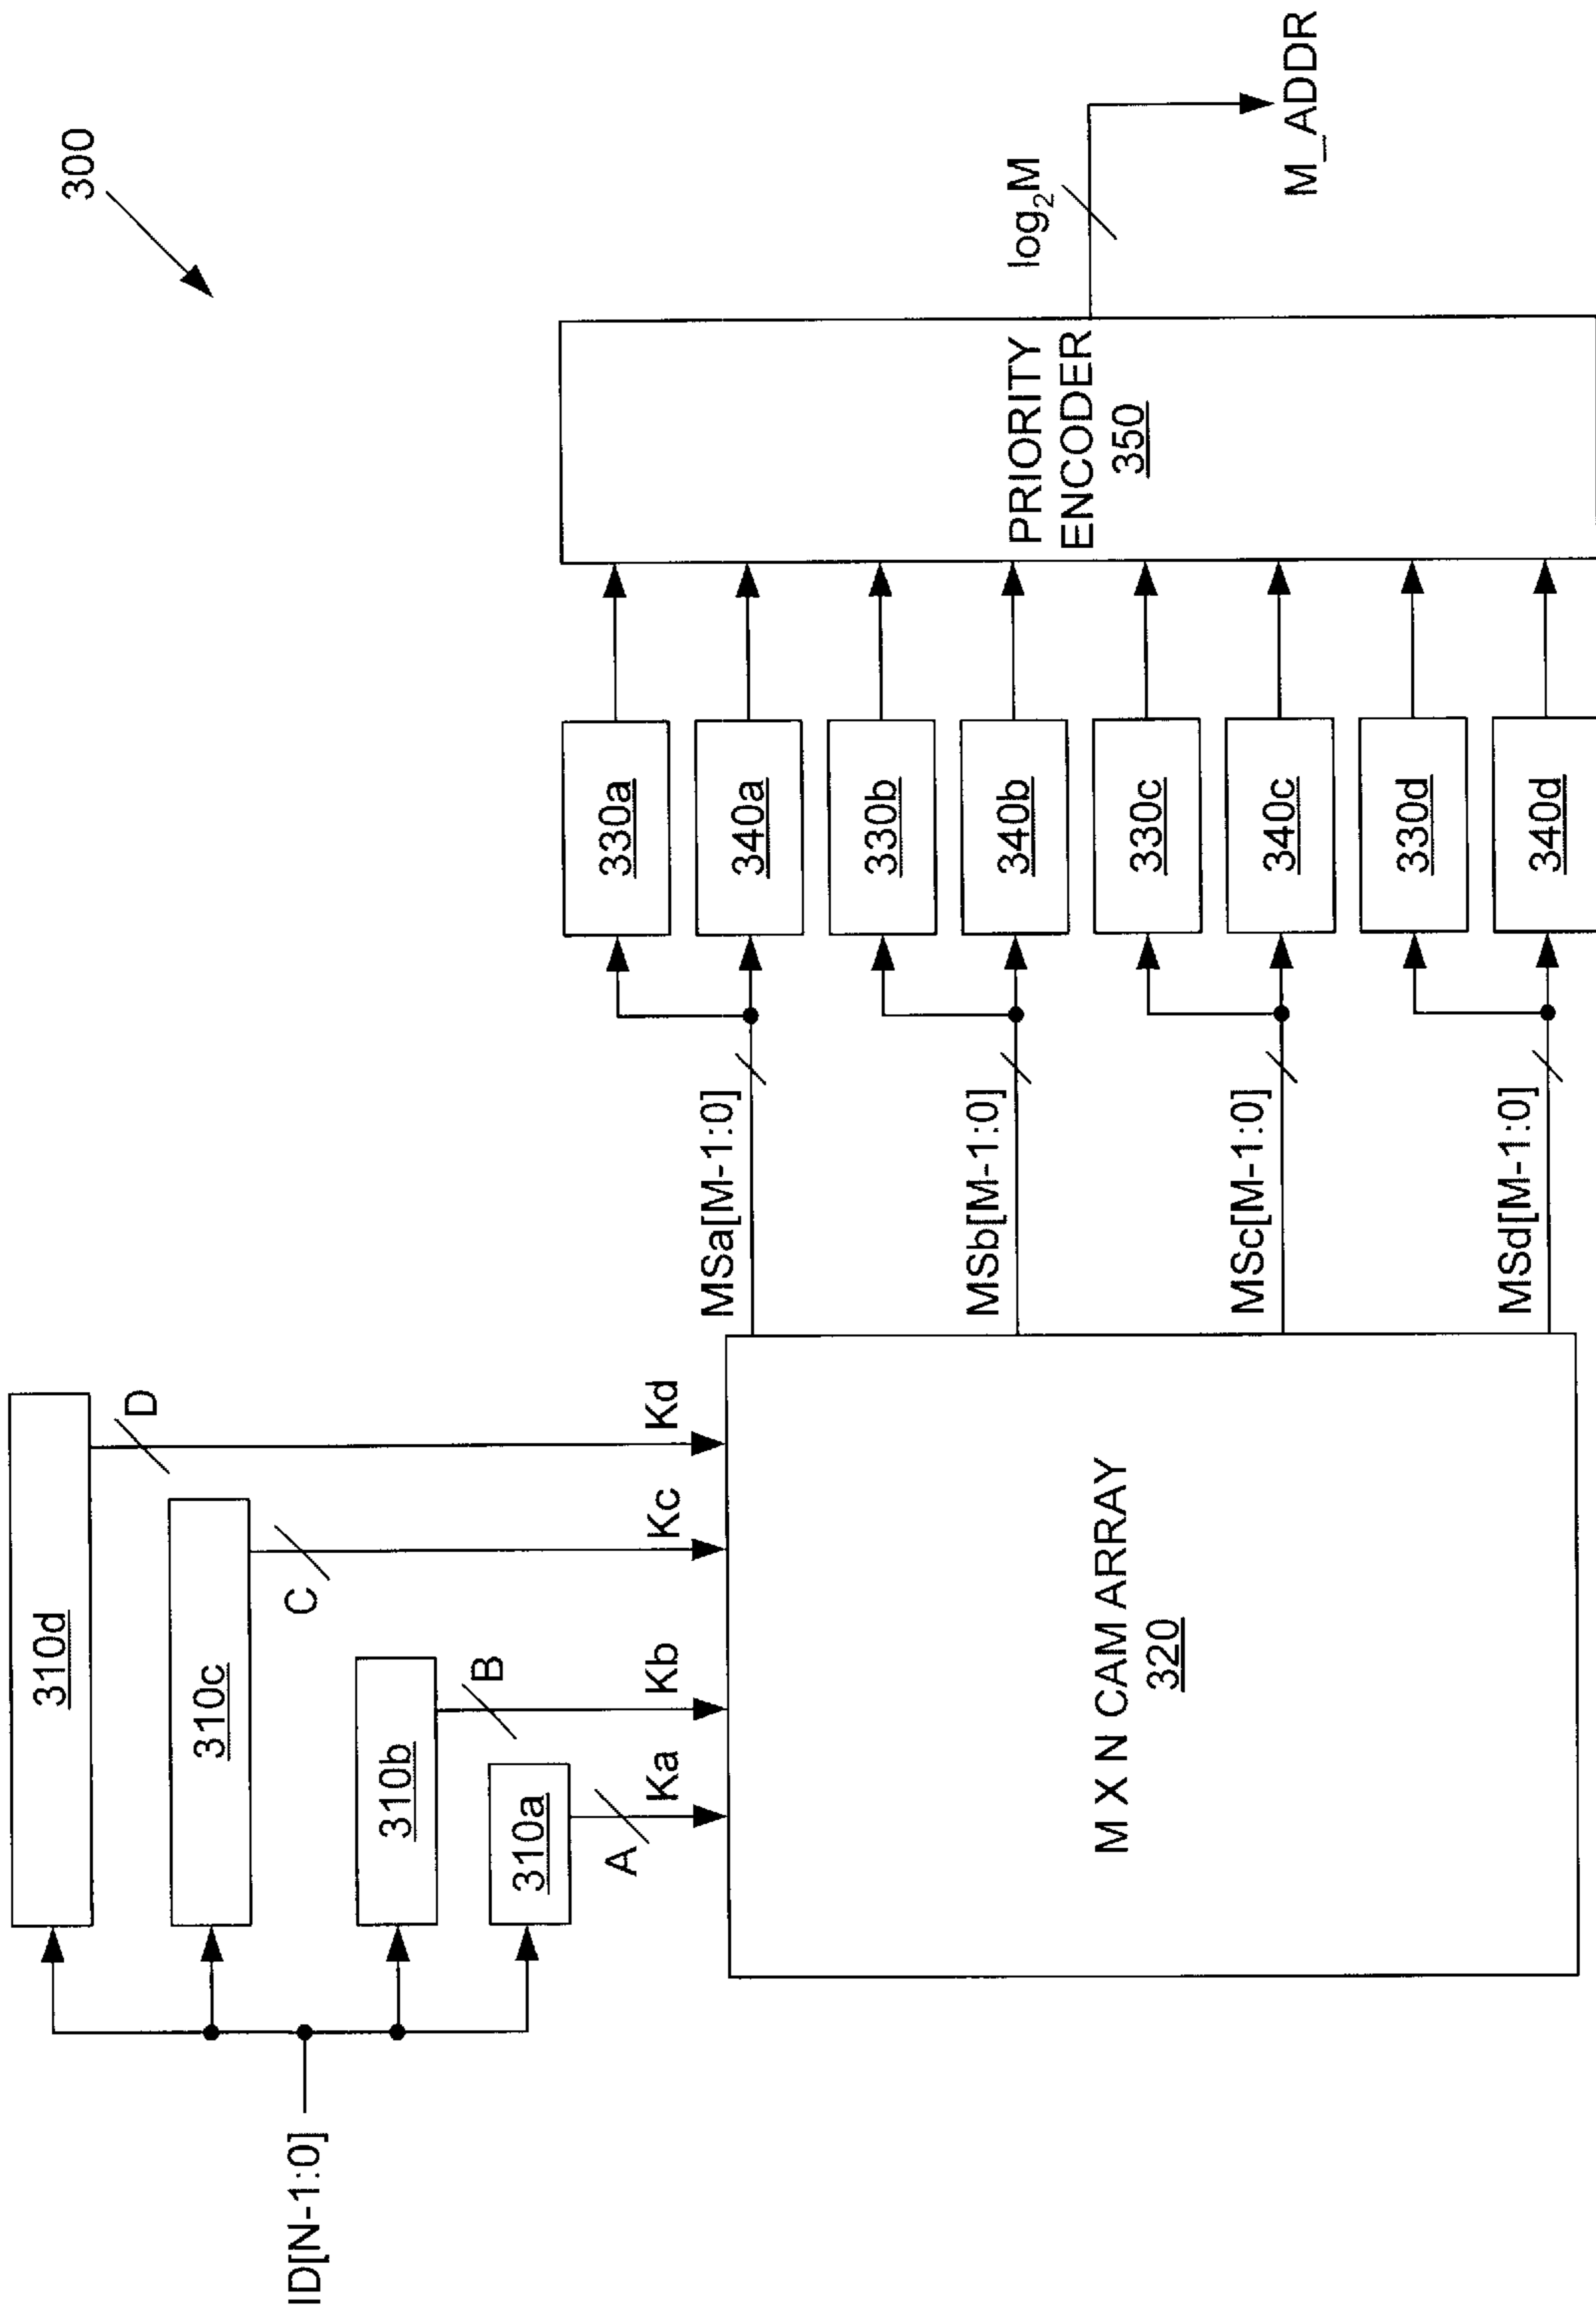 300
ID[N-1:0]
310d
D
310c
C
310b
B
310a
A
Ka
Kb
Kc
Kd
M X N CAM ARRAY
320
MSa[M-1:0]
MSb[M-1:0]
MSc[M-1:0]
MSd[M-1:0]
330a
340a
330b
340b
330c
340c
330d
340d
PRIORITY
ENCODER
350
log₂M
M_ADDR